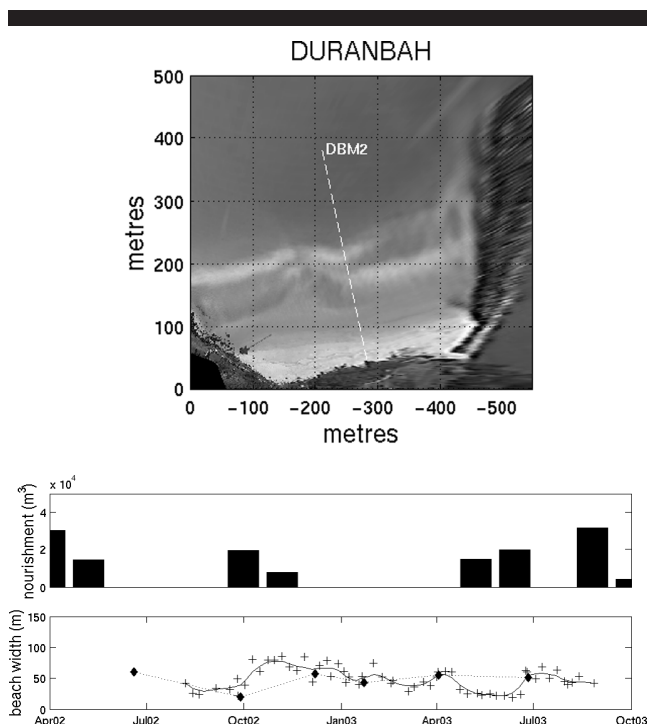 DURANBAH
500
400
300
200
100
0
metres
DBM2
0 -100 -200 -300 -400 -500
metres
x 10⁴
4
2
0
nourishment (m³)
150
100
50
0
beach width (m)
Apr02 Jul02 Oct02 Jan03 Apr03 Jul03 Oct03